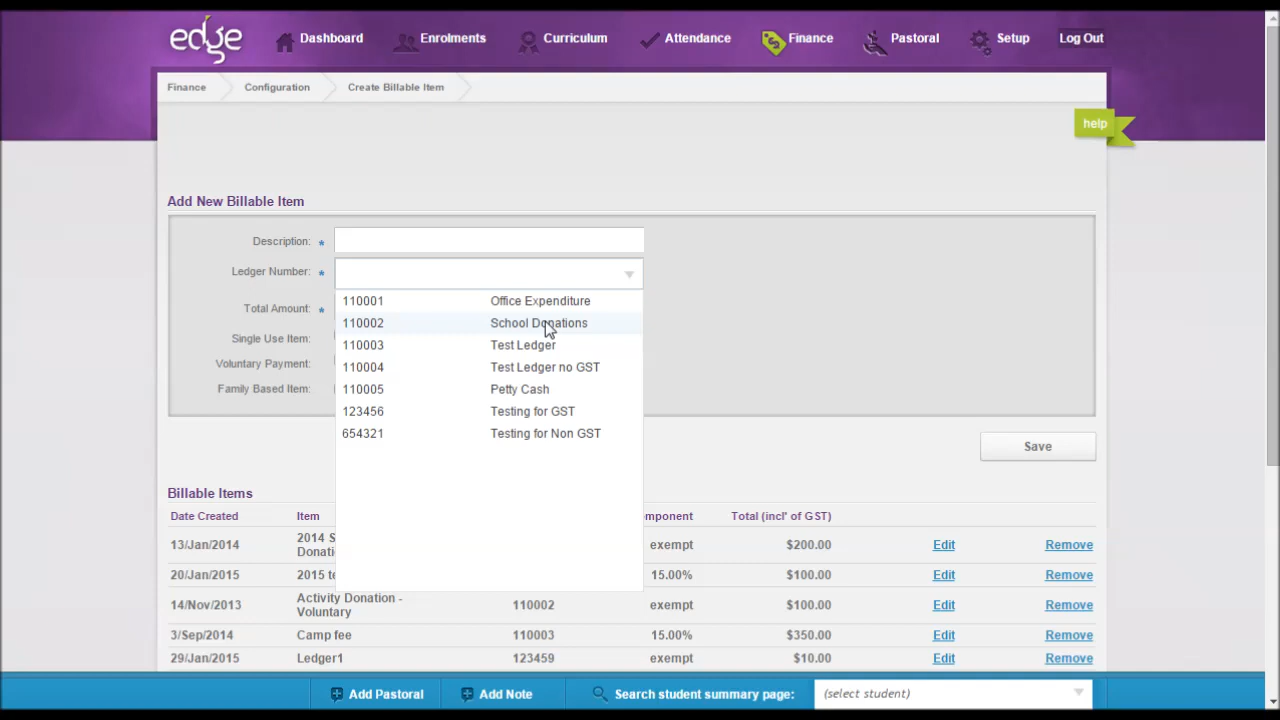 edge
Dashboard Enrolments Curriculum Attendance Finance Pastoral Setup Log Out
Finance Configuration Create Billable Item
help
Add New Billable Item
Description: *
Ledger Number: *
110001 Office Expenditure
Total Amount: *
110002 School Donations
Single Use Item:
110003 Test Ledger
Voluntary Payment:
110004 Test Ledger no GST
Family Based Item:
110005 Petty Cash
123456 Testing for GST
654321 Testing for Non GST
Save
Billable Items
Date Created Item mponent Total (incl' of GST)
13/Jan/2014 2014 S
Donati exempt $200.00 Edit Remove
20/Jan/2015 2015 te 15.00% $100.00 Edit Remove
14/Nov/2013 Activity Donation -
Voluntary 110002 exempt $100.00 Edit Remove
3/Sep/2014 Camp fee 110003 15.00% $350.00 Edit Remove
29/Jan/2015 Ledger1 123459 exempt $10.00 Edit Remove
Add Pastoral Add Note Search student summary page: (select student)